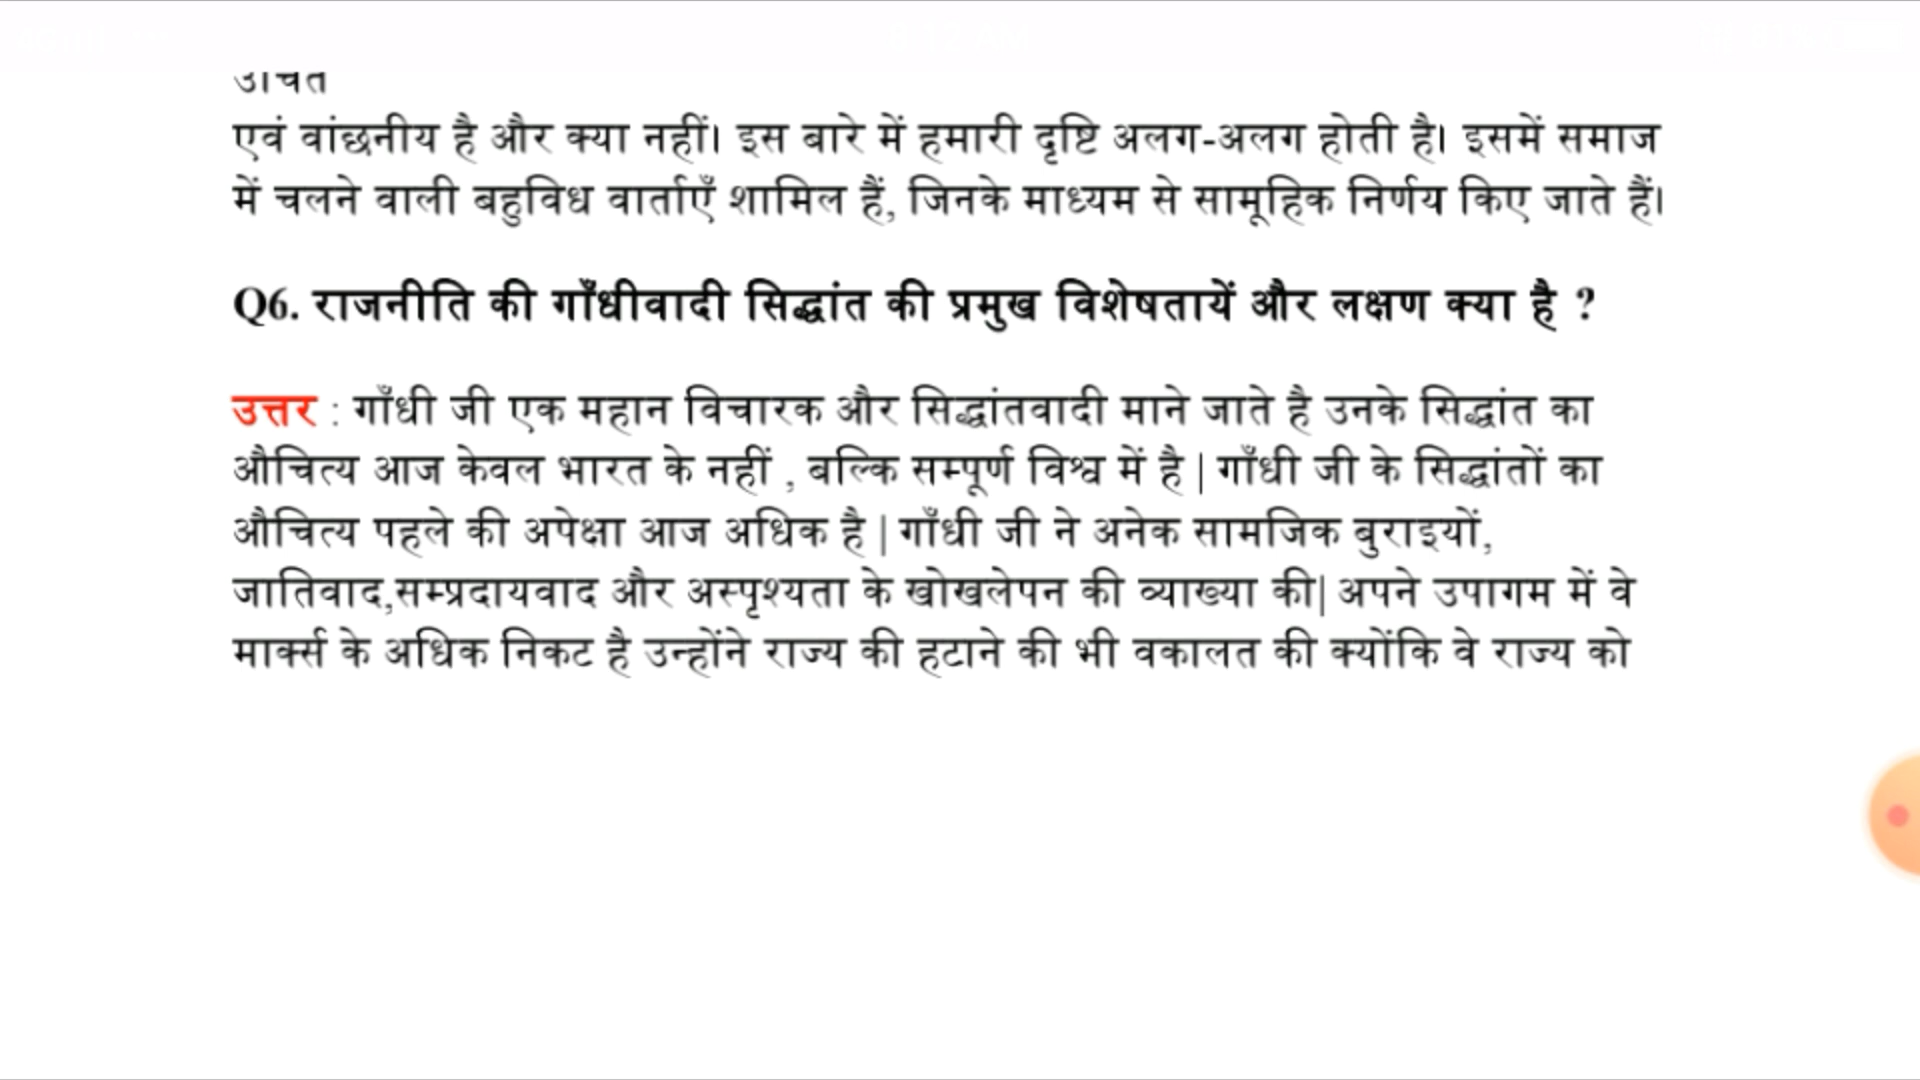 उचित
एवं वांछनीय है और क्या नहीं। इस बारे में हमारी दृष्टि अलग-अलग होती है। इसमें समाज
में चलने वाली बहुविध वार्ताएँ शामिल हैं, जिनके माध्यम से सामूहिक निर्णय किए जाते हैं।
Q6. राजनीति की गाँधीवादी सिद्धांत की प्रमुख विशेषतायें और लक्षण क्या है ?
उत्तर : गाँधी जी एक महान विचारक और सिद्धांतवादी माने जाते है उनके सिद्धांत का
औचित्य आज केवल भारत के नहीं , बल्कि सम्पूर्ण विश्व में है | गाँधी जी के सिद्धांतों का
औचित्य पहले की अपेक्षा आज अधिक है | गाँधी जी ने अनेक सामजिक बुराइयों,
जातिवाद,सम्प्रदायवाद और अस्पृश्यता के खोखलेपन की व्याख्या की| अपने उपागम में वे
मार्क्स के अधिक निकट है उन्होंने राज्य की हटाने की भी वकालत की क्योंकि वे राज्य को